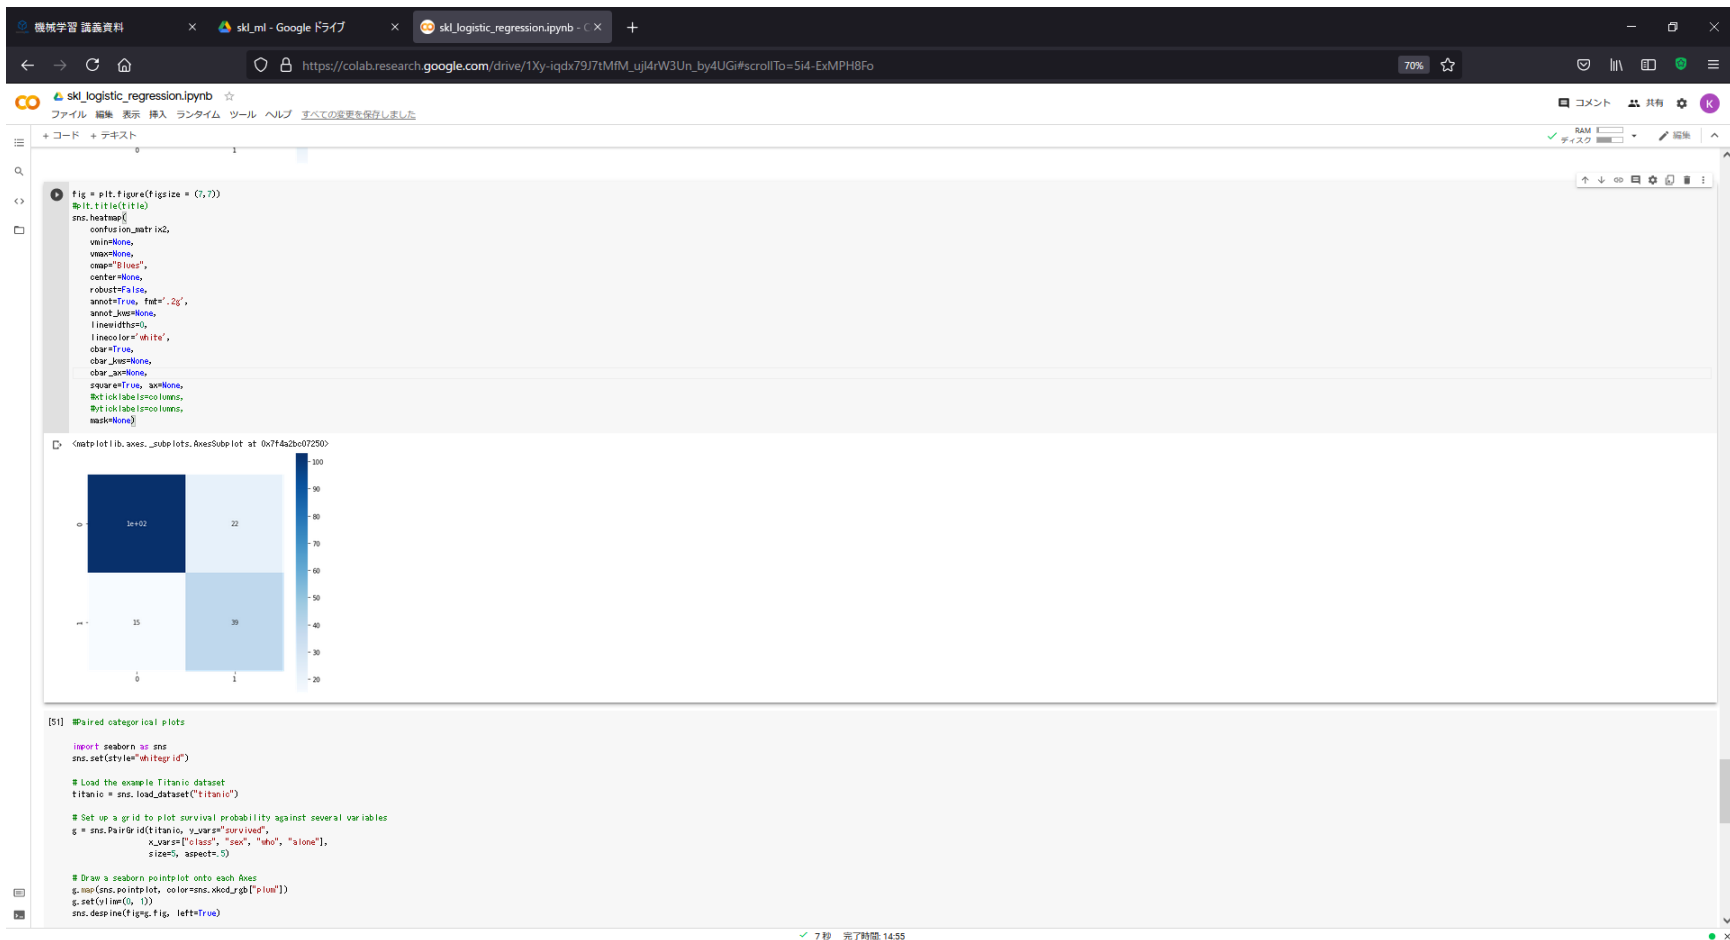 機械学習 講義資料
skl_ml - Google ドライブ
skl_logistic_regression.ipynb - C
https://colab.research.google.com/drive/1Xy-iqdx79J7tMfM_ujl4rW3Un_by4UGi#scrollTo=5i4-ExMPH8Fo
70%
skl_logistic_regression.ipynb
コメント
共有
K
ファイル 編集 表示 挿入 ランタイム ツール ヘルプ すべての変更を保存しました
+ コード + テキスト
RAM
ディスク
編集
0 1
fig = plt.figure(figsize = (7,7))
#plt.title(title)
sns.heatmap(
confusion_matrix2,
vmin=None,
vmax=None,
cmap="Blues",
center=None,
robust=False,
annot=True, fmt='.2g',
annot_kws=None,
linewidths=0,
linecolor='white',
cbar=True,
cbar_kws=None,
cbar_ax=None,
square=True, ax=None,
#xticklabels=columns,
#yticklabels=columns,
mask=None)
<matplotlib.axes._subplots.AxesSubplot at 0x7f4a2bc07250>
100
90
80
70
60
50
40
30
20
0 1e+02 22
1 15 39
0 1
[51] #Paired categorical plots
import seaborn as sns
sns.set(style="whitegrid")
# Load the example Titanic dataset
titanic = sns.load_dataset("titanic")
# Set up a grid to plot survival probability against several variables
g = sns.PairGrid(titanic, y_vars="survived",
x_vars=["class", "sex", "who", "alone"],
size=5, aspect=.5)
# Draw a seaborn pointplot onto each Axes
g.map(sns.pointplot, color=sns.xkcd_rgb["plum"])
g.set(ylim=(0, 1))
sns.despine(fig=g.fig, left=True)
7 秒 完了時間: 14:55